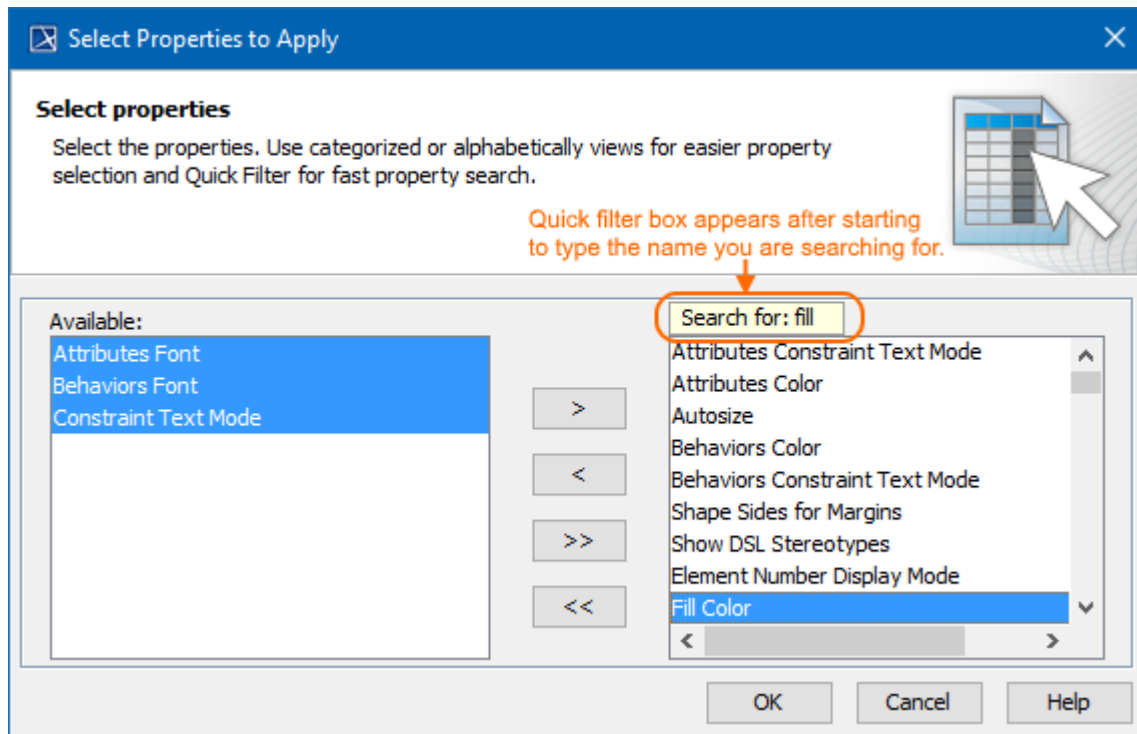 Select Properties to Apply
Select properties
Select the properties. Use categorized or alphabetically views for easier property
selection and Quick Filter for fast property search.
Quick filter box appears after starting
to type the name you are searching for.
Available:
Attributes Font
Behaviors Font
Constraint Text Mode
>
<
>>
<<
Search for: fill
Attributes Constraint Text Mode
Attributes Color
Autosize
Behaviors Color
Behaviors Constraint Text Mode
Shape Sides for Margins
Show DSL Stereotypes
Element Number Display Mode
Fill Color
OK
Cancel
Help